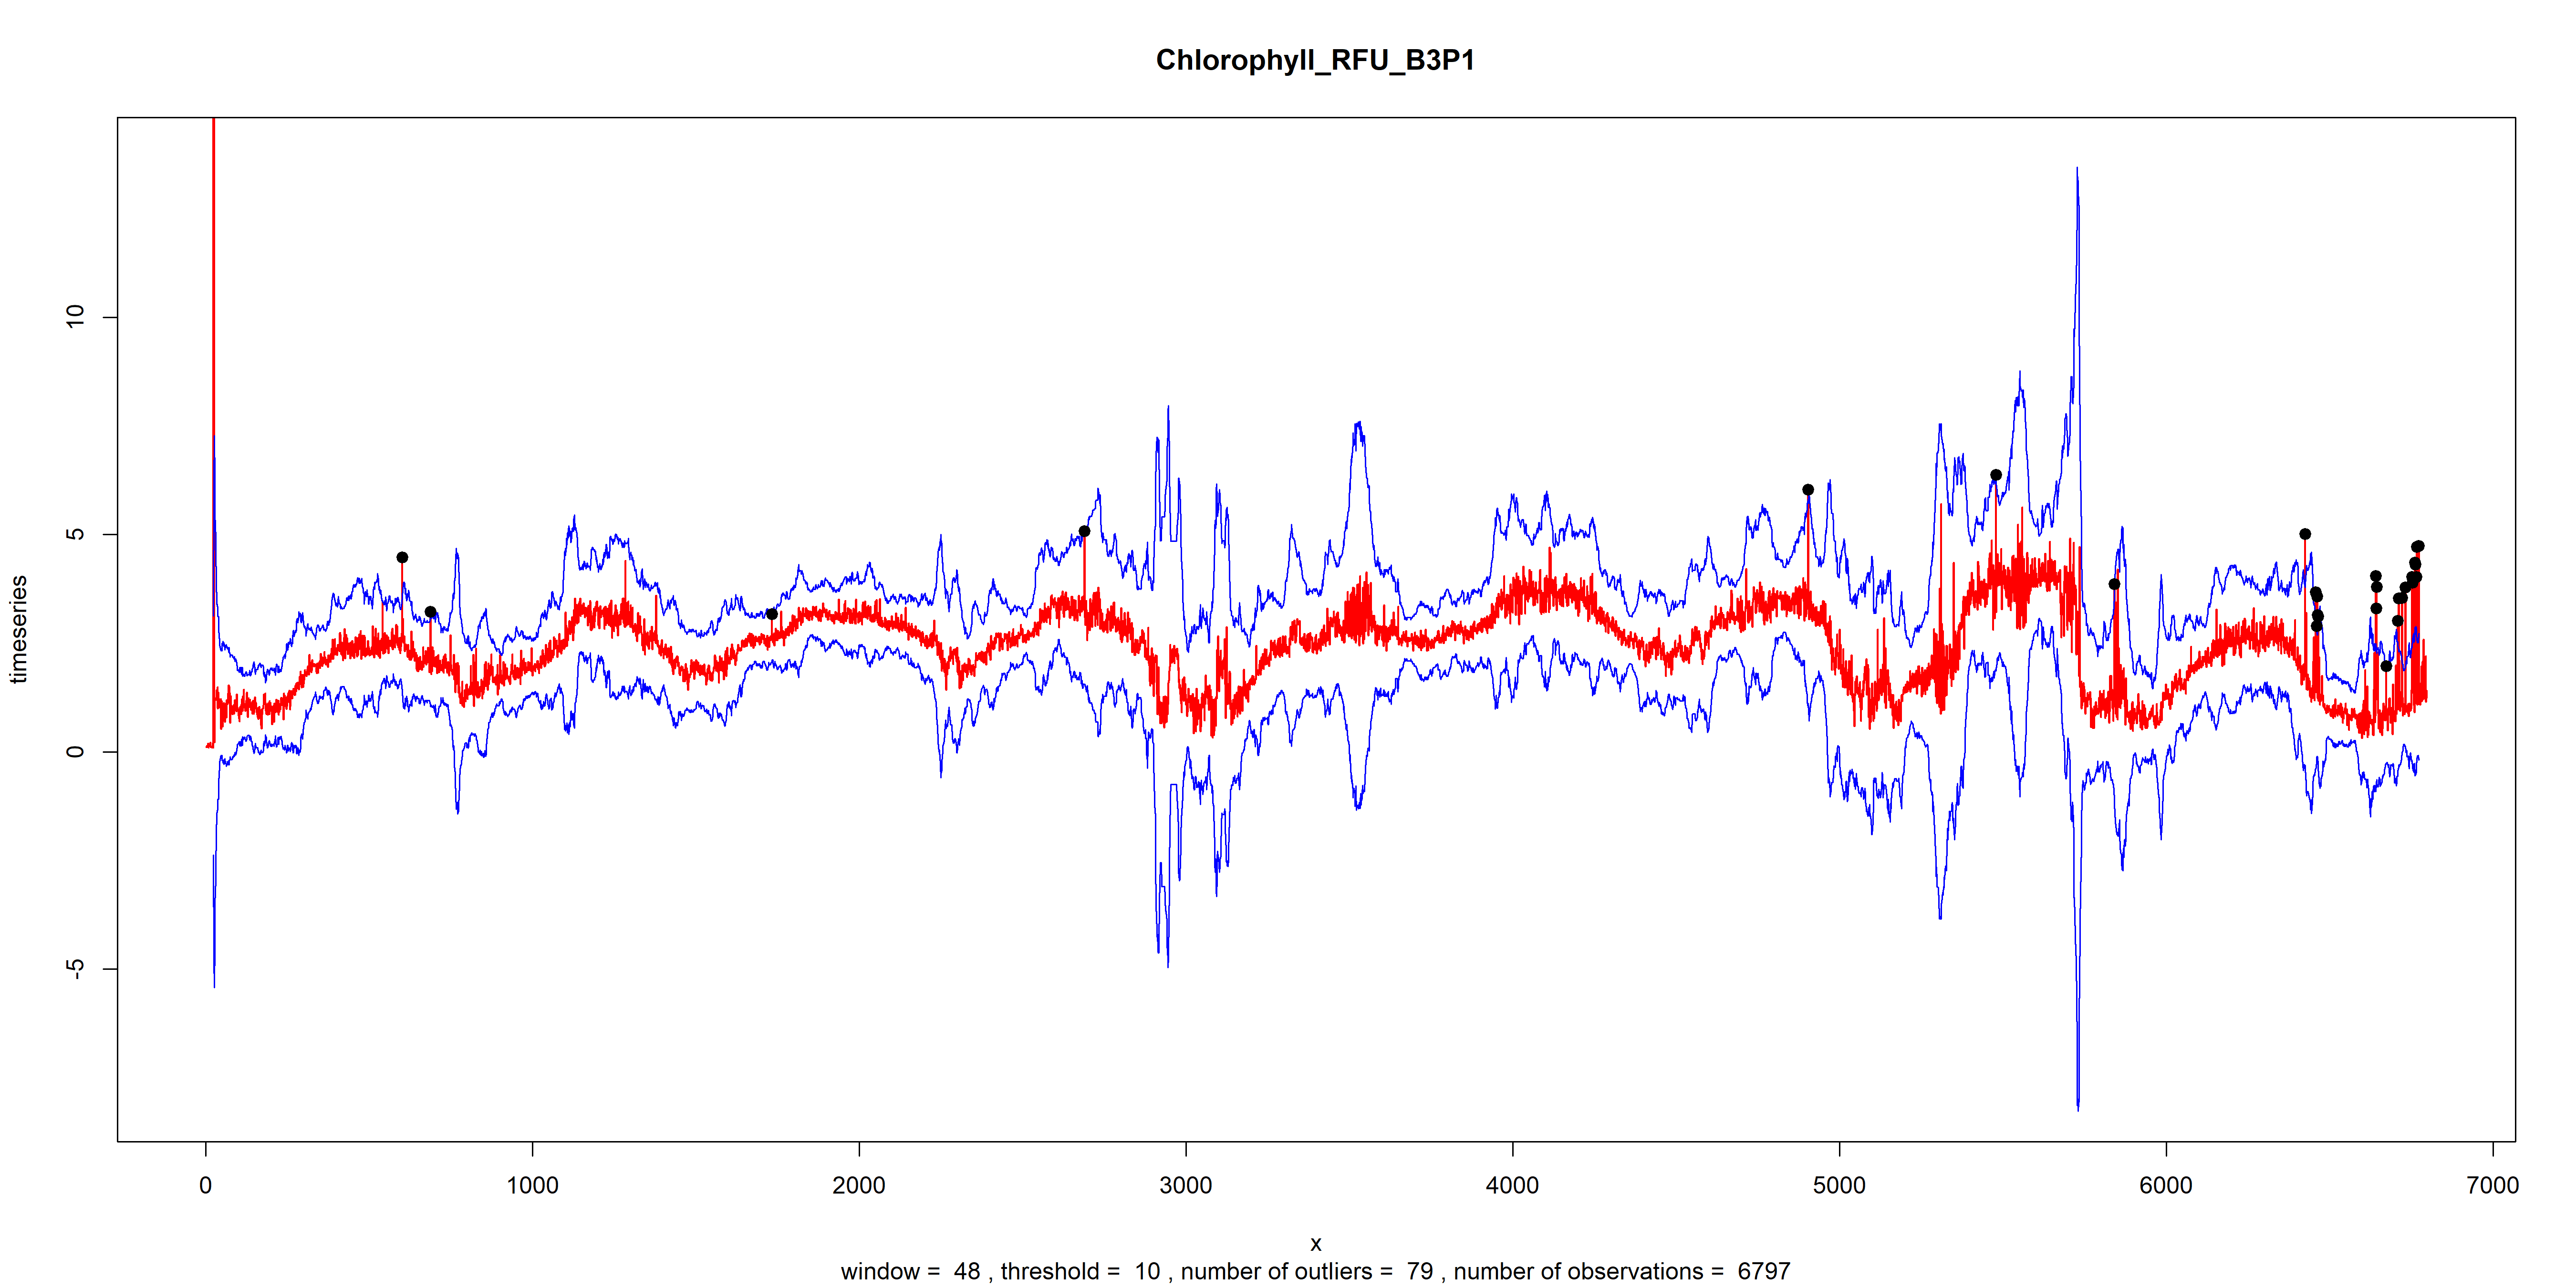 Chlorophyll_RFU_B3P1
timeseries
10
5
0
-5
0 1000 2000 3000 4000 5000 6000 7000
x
window = 48 , threshold = 10 , number of outliers = 79 , number of observations = 6797